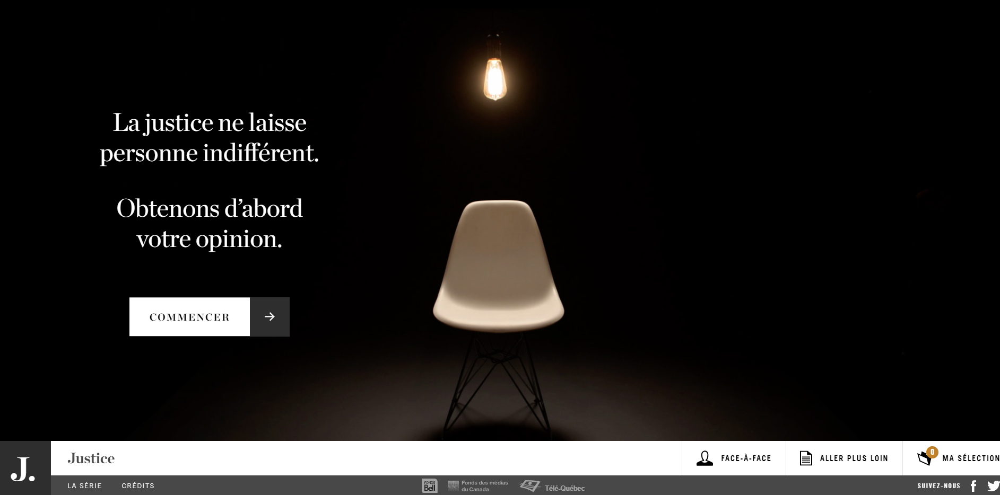 La justice ne laisse
personne indifférent.
Obtenons d’abord
votre opinion.
COMMENCER
J.
Justice
FACE-À-FACE
ALLER PLUS LOIN
0
MA SÉLECTION
LA SÉRIE
CRÉDITS
FONDS
Bell
Fonds des médias
du Canada
Télé-Québec
SUIVEZ-NOUS